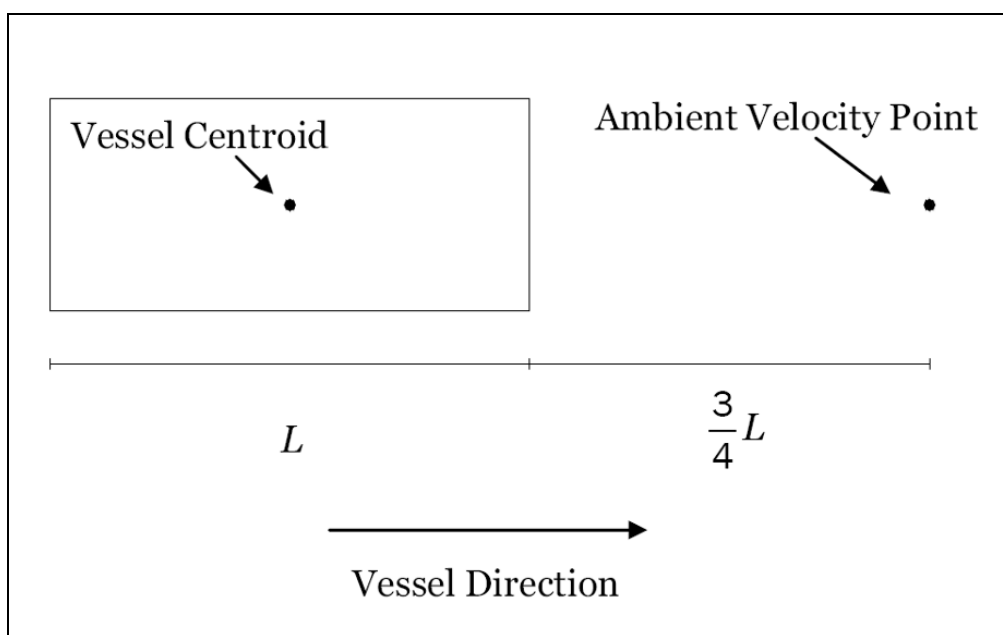 Vessel Centroid
Ambient Velocity Point
L
3/4 L
Vessel Direction